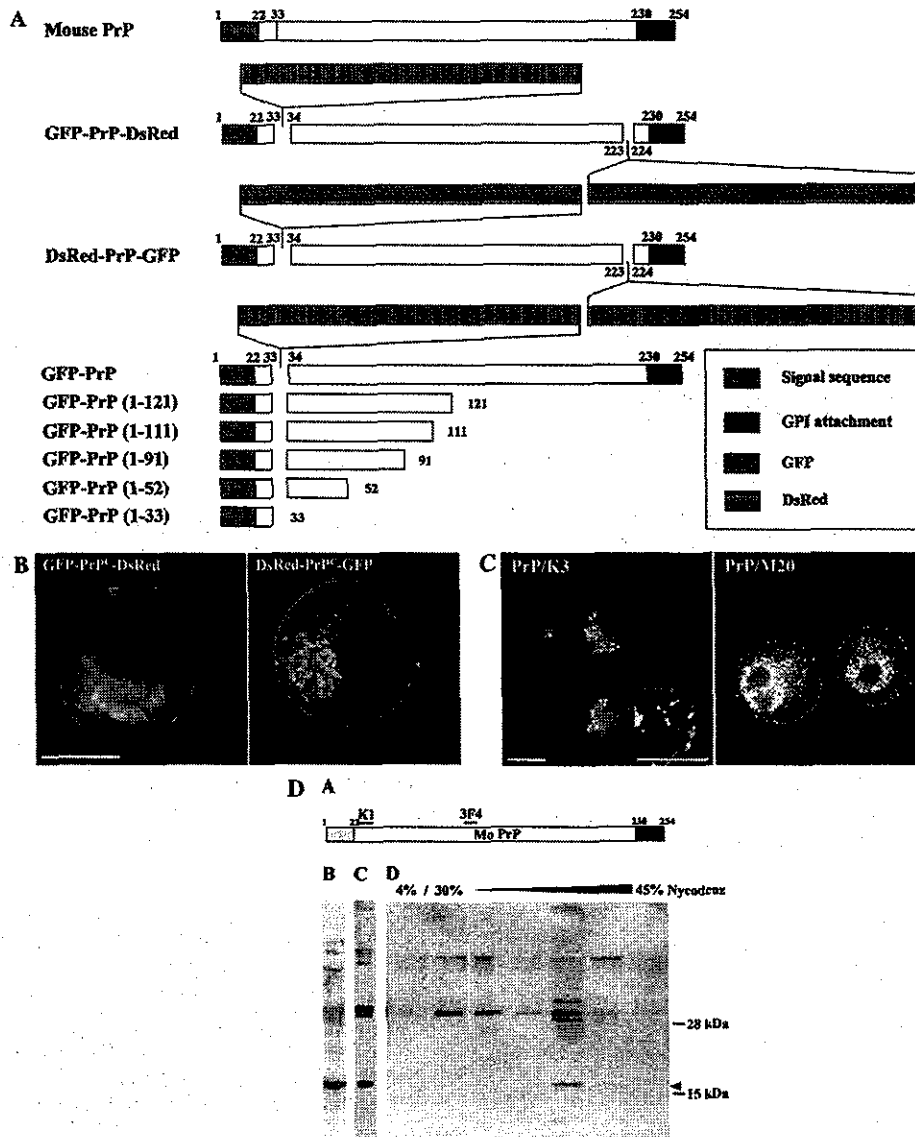 A
1 22 33 230 254
Mouse PrP
1 22 33 34 230 254
GFP-PrP-DsRed
223 224
1 22 33 34 230 254
DsRed-PrP-GFP
223 224
1 22 33 34 230 254
GFP-PrP
GFP-PrP (1-121) 121
GFP-PrP (1-111) 111
GFP-PrP (1-91) 91
GFP-PrP (1-52) 52
GFP-PrP (1-33) 33
Signal sequence
GPI attachment
GFP
DsRed
B
GFP-PrPC-DsRed
DsRed-PrPC-GFP
C
PrP/K3
PrP/M20
D A
K1 3F4
1 22 230 254
Mo PrP
B C D
4% / 30% 45% Nycodenz
28 kDa
15 kDa